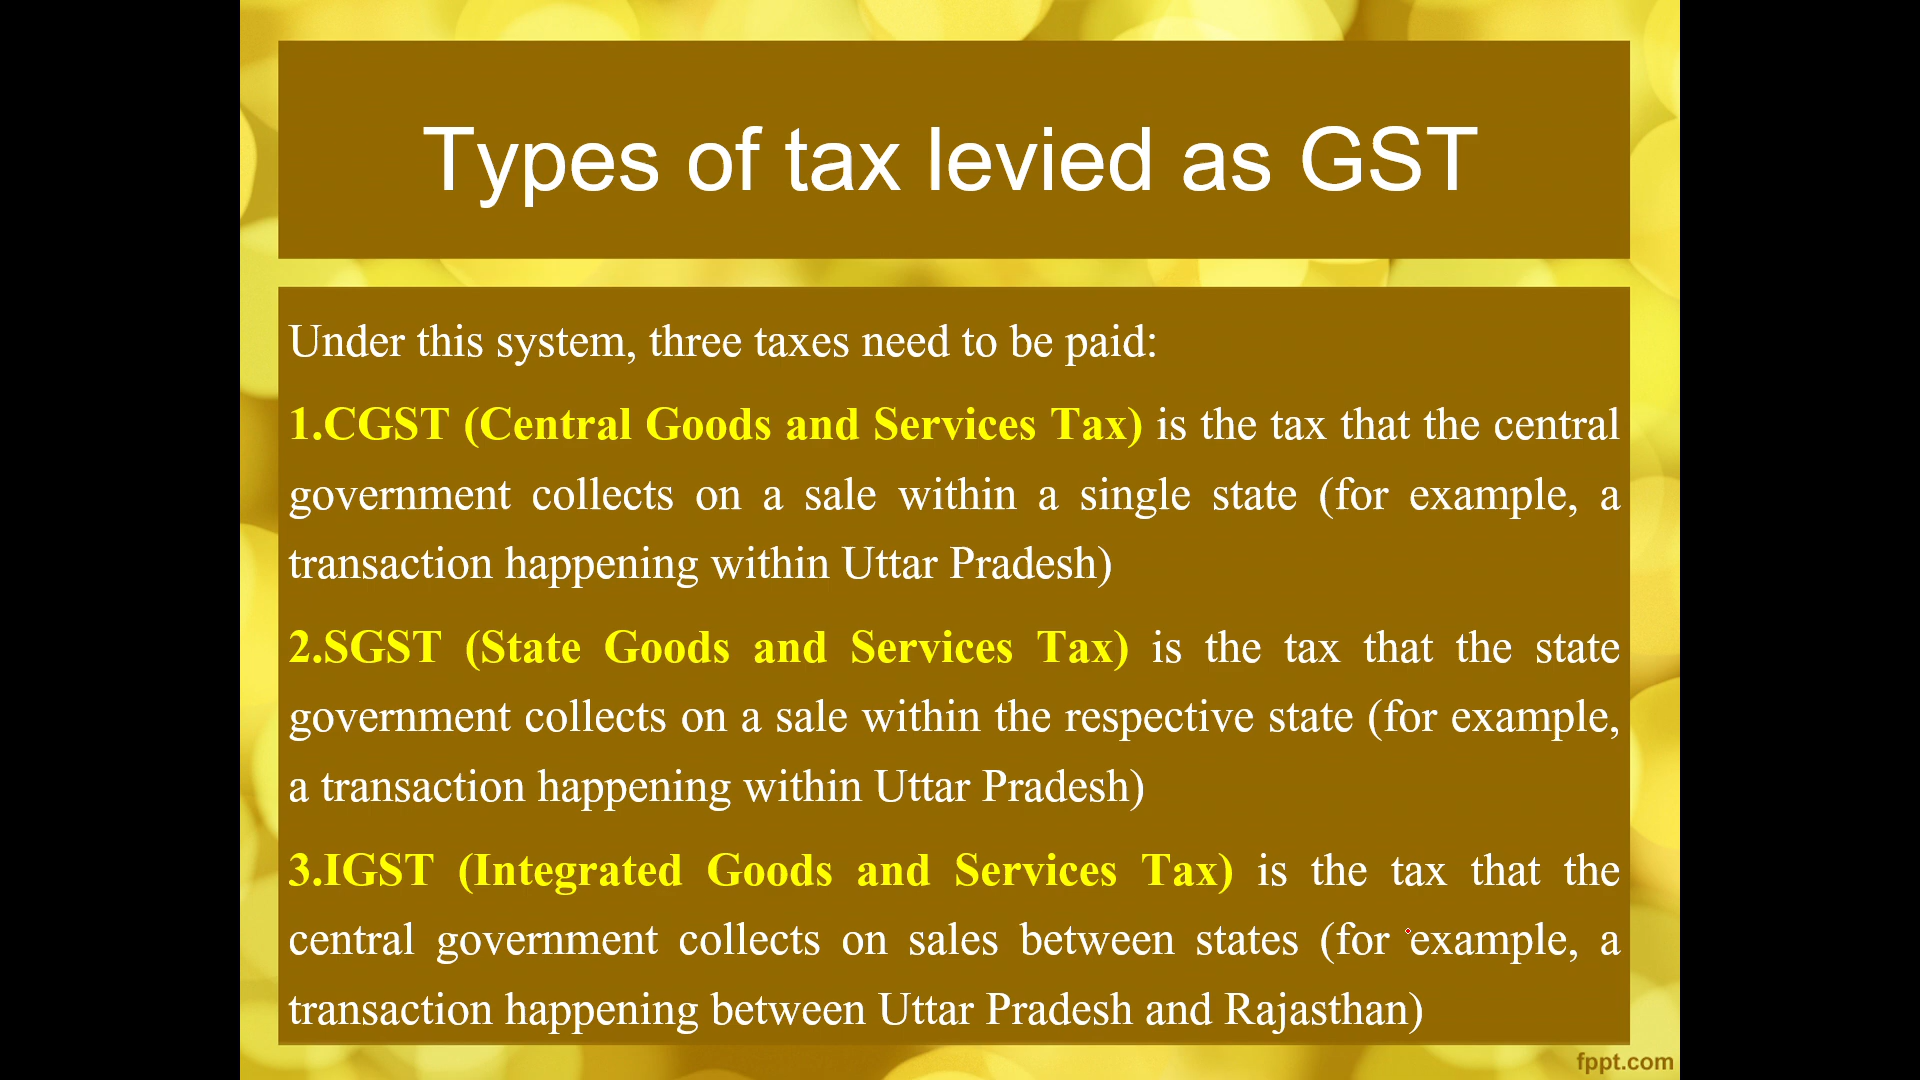 Types of tax levied as GST
Under this system, three taxes need to be paid:
1.CGST (Central Goods and Services Tax) is the tax that the central
government collects on a sale within a single state (for example, a
transaction happening within Uttar Pradesh)
2.SGST (State Goods and Services Tax) is the tax that the state
government collects on a sale within the respective state (for example,
a transaction happening within Uttar Pradesh)
3.IGST (Integrated Goods and Services Tax) is the tax that the
central government collects on sales between states (for example, a
transaction happening between Uttar Pradesh and Rajasthan)
fppt.com